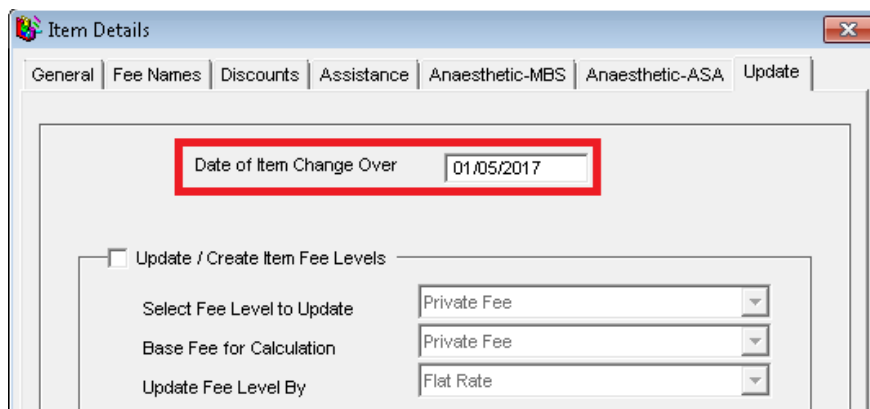 Item Details
General Fee Names Discounts Assistance Anaesthetic-MBS Anaesthetic-ASA Update
Date of Item Change Over 01/05/2017
Update / Create Item Fee Levels
Select Fee Level to Update Private Fee
Base Fee for Calculation Private Fee
Update Fee Level By Flat Rate